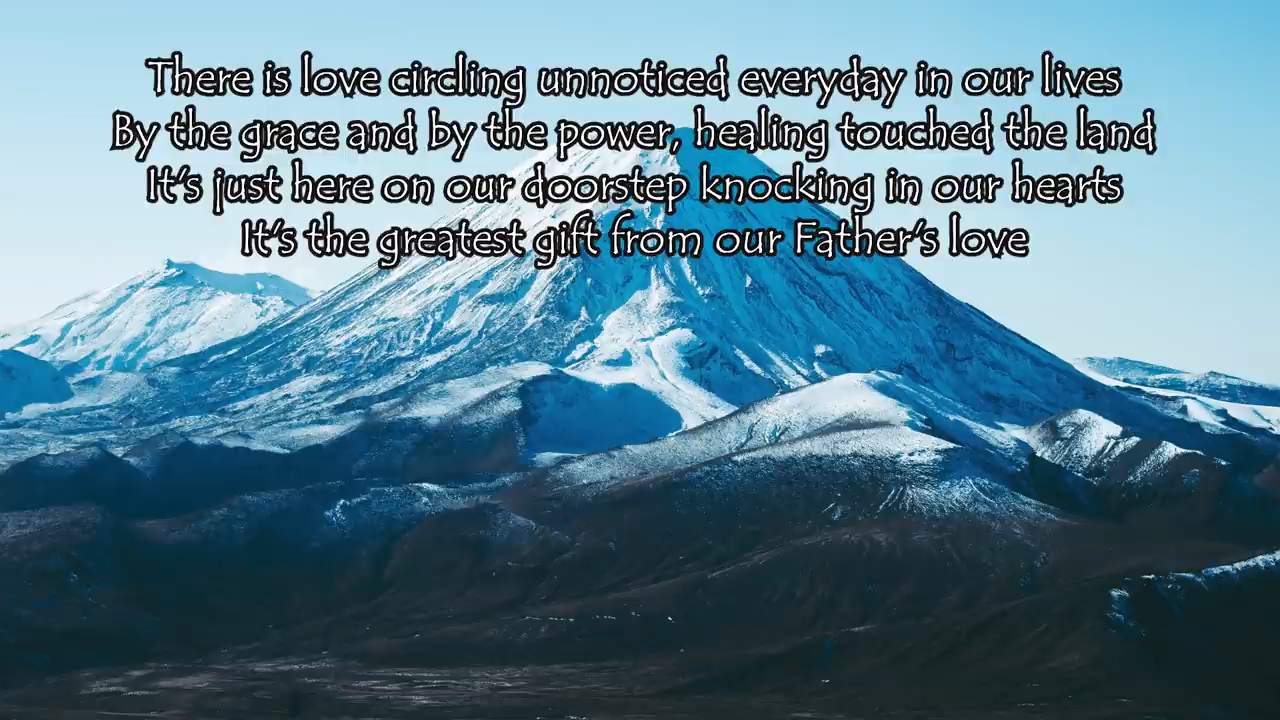 There is love circling unnoticed everyday in our lives
By the grace and by the power, healing touched the land
It's just here on our doorstep knocking in our hearts
It's the greatest gift from our Father's love